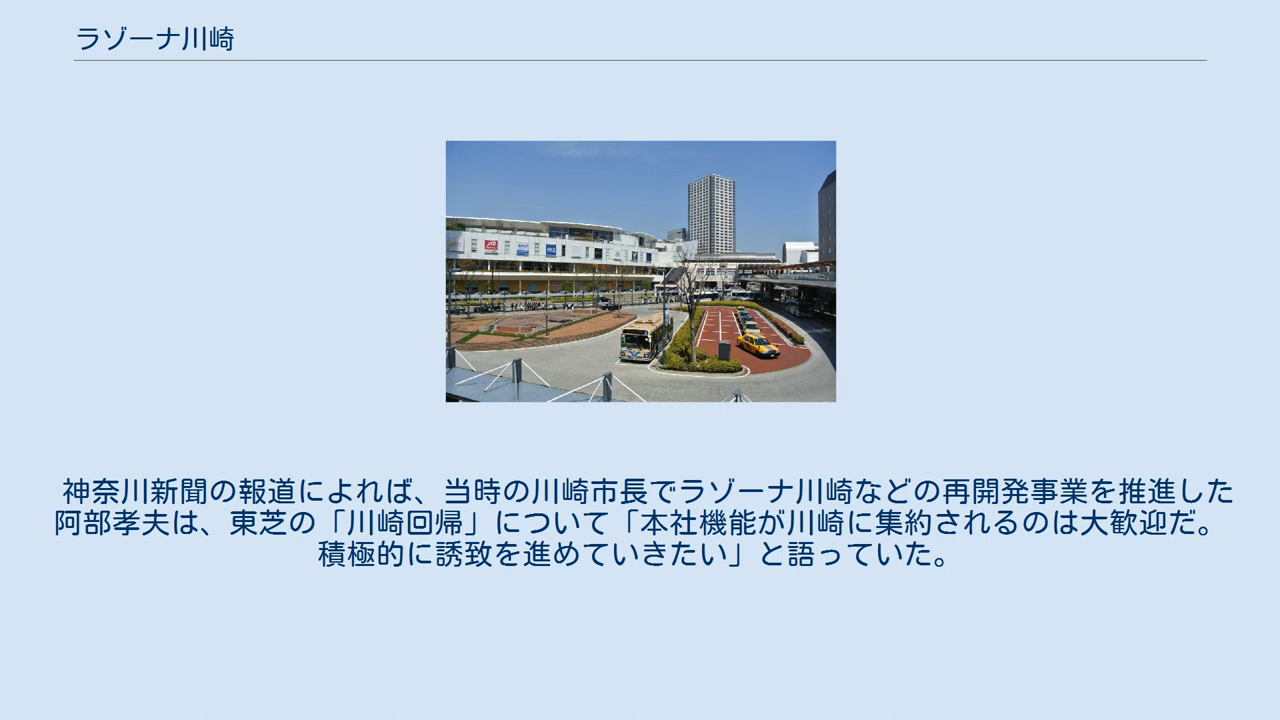 ラゾーナ川崎
神奈川新聞の報道によれば、当時の川崎市長でラゾーナ川崎などの再開発事業を推進した
阿部孝夫は、東芝の「川崎回帰」について「本社機能が川崎に集約されるのは大歓迎だ。
積極的に誘致を進めていきたい」と語っていた。